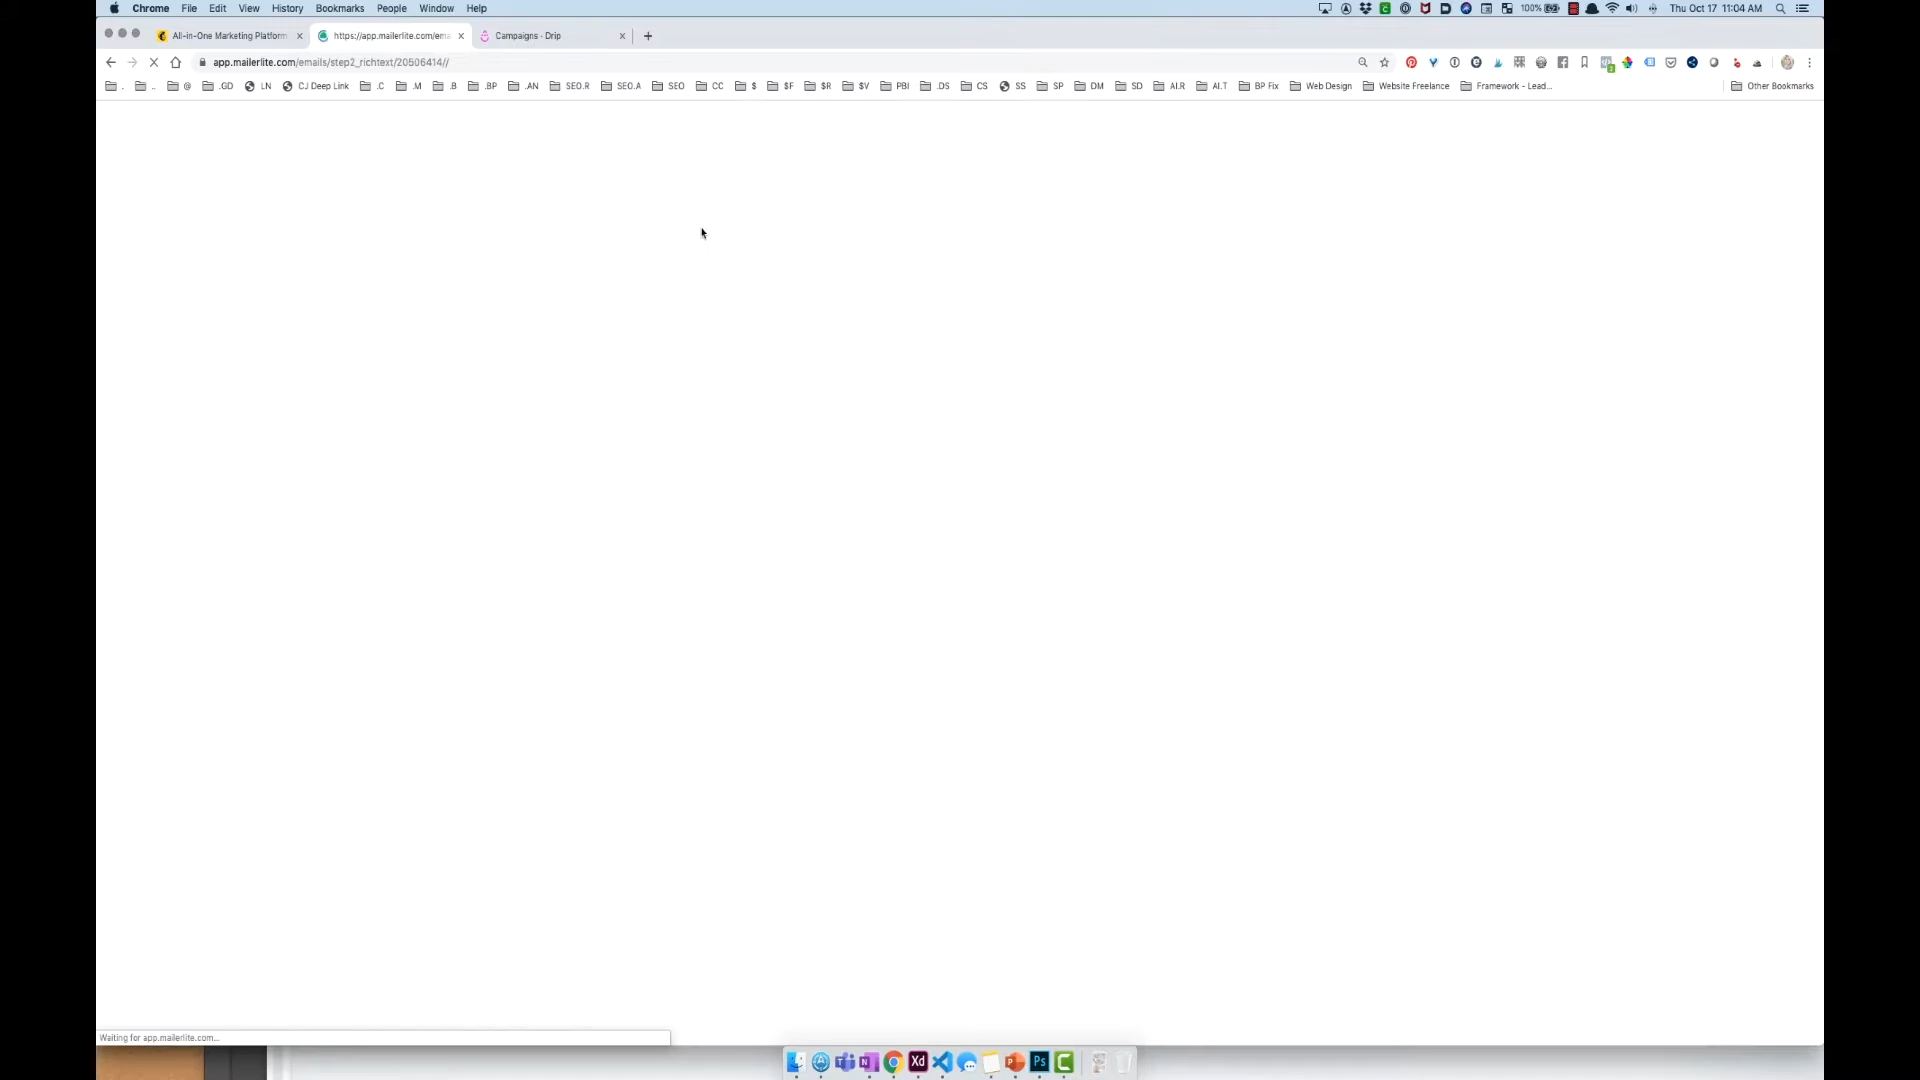 Chrome File Edit View History Bookmarks People Window Help 100% Thu Oct 17 11:04 AM
All-in-One Marketing Platform https://app.mailerlite.com/ema Campaigns - Drip
app.mailerlite.com/emails/step2_richtext/20506414//
. .. @ .GD LN CJ Deep Link .C .M .B .BP .AN SEO.R SEO.A SEO CC $ $F $R $V PBI .DS CS SS SP DM SD AI.R AI.T BP Fix Web Design Website Freelance Framework - Lead... Other Bookmarks
Waiting for app.mailerlite.com...
Xd Ps